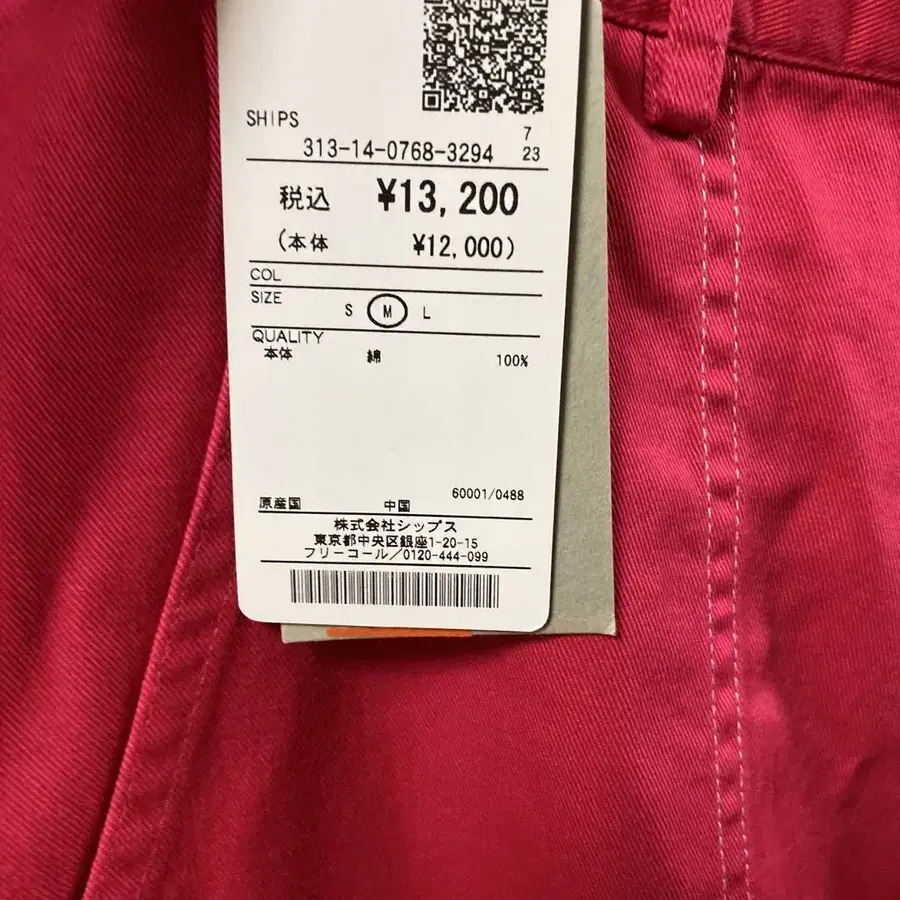 SHIPS
7
313-14-0768-3294 23
税込 ¥13,200
(本体 ¥12,000)
COL
SIZE
S M L
QUALITY
本体 綿 100%
60001/0488
原産国 中国
株式会社シップス
東京都中央区銀座1-20-15
フリーコール/0120-444-099